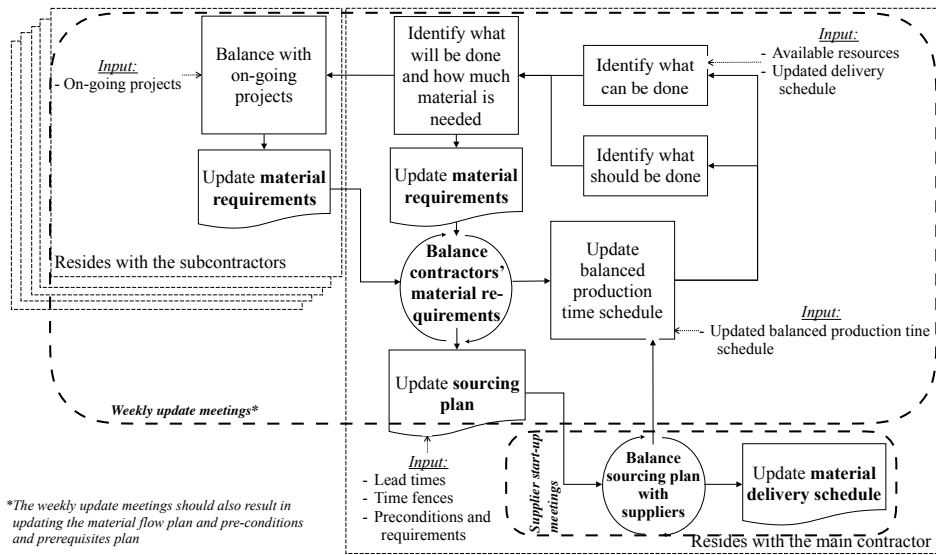 Input:
- On-going projects
Balance with
on-going
projects
Identify what
will be done
and how much
material is
needed
Identify what
can be done
Input:
- Available resources
- Updated delivery
schedule
Identify what
should be done
Update material
requirements
Update material
requirements
Resides with the subcontractors
Balance
contractors’
material re-
quirements
Update
balanced
production
time schedule
Input:
- Updated balanced production tine
schedule
Update sourcing
plan
Weekly update meetings*
Input:
- Lead times
- Time fences
- Preconditions and
requirements
Supplier start-up
meetings
Balance
sourcing plan
with
suppliers
Update material
delivery schedule
Resides with the main contractor
*The weekly update meetings should also result in
updating the material flow plan and pre-conditions
and prerequisites plan